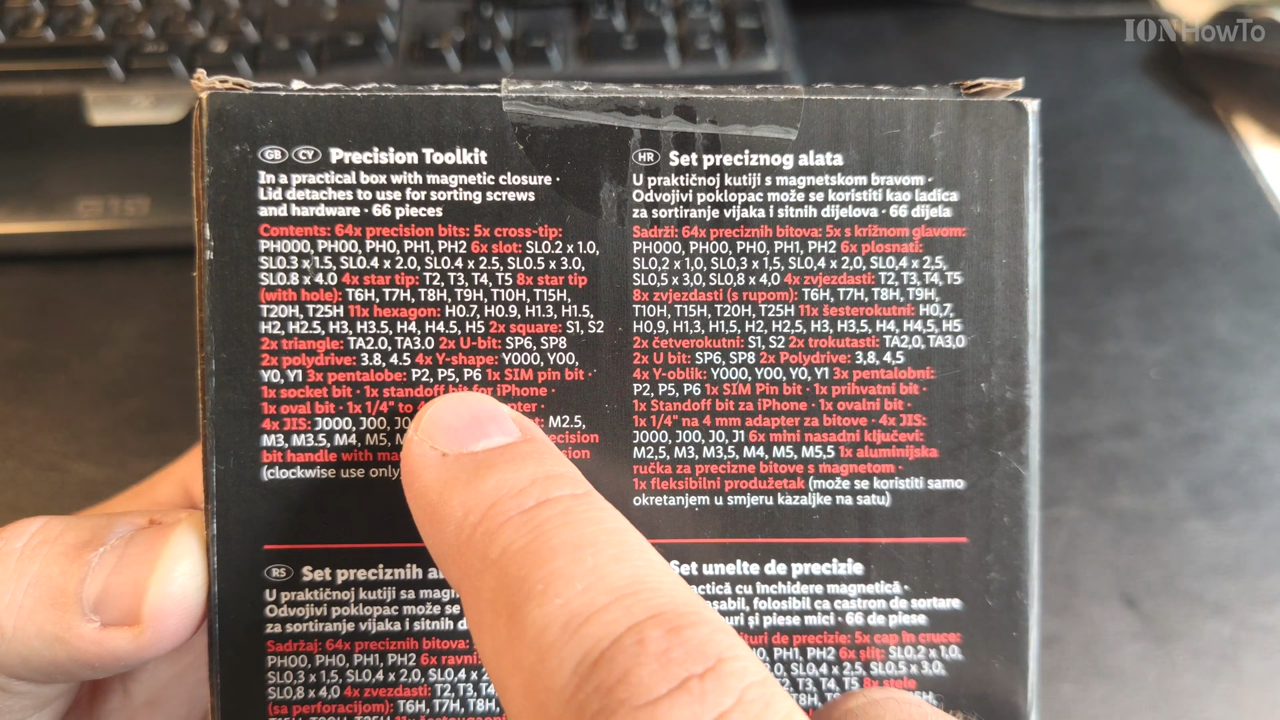 IONHowTo
GB CY Precision Toolkit
In a practical box with magnetic closure ·
Lid detaches to use for sorting screws
and hardware · 66 pieces
Contents: 64x precision bits: 5x cross-tip:
PH000, PH00, PH0, PH1, PH2 6x slot: SL0.2 x 1.0,
SL0.3 x 1.5, SL0.4 x 2.0, SL0.4 x 2.5, SL0.5 x 3.0,
SL0.8 x 4.0 4x star tip: T2, T3, T4, T5 8x star tip
(with hole): T6H, T7H, T8H, T9H, T10H, T15H,
T20H, T25H 11x hexagon: H0.7, H0.9, H1.3, H1.5,
H2, H2.5, H3, H3.5, H4, H4.5, H5 2x square: S1, S2
2x triangle: TA2.0, TA3.0 2x U-bit: SP6, SP8
2x polydrive: 3.8, 4.5 4x Y-shape: Y000, Y00,
Y0, Y1 3x pentalobe: P2, P5, P6 1x SIM pin bit ·
1x socket bit · 1x standoff bit for iPhone ·
1x oval bit · 1x 1/4" to
4x JIS: J000, J00, M2.5,
M3, M3.5, M4, M5,
bit handle with
(clockwise use only
HR Set preciznog alata
U praktičnoj kutiji s magnetskom bravom ·
Odvojivi poklopac može se koristiti kao ladica
za sortiranje vijaka i sitnih dijelova · 66 dijela
Sadrži: 64x preciznih bitova: 5x s križnom glavom:
PH000, PH00, PH0, PH1, PH2 6x plosnati:
SL0,2 x 1,0, SL0,3 x 1,5, SL0,4 x 2,0, SL0,4 x 2,5,
SL0,5 x 3,0, SL0,8 x 4,0 4x zvjezdasti: T2, T3, T4, T5
8x zvjezdasti (s rupom): T6H, T7H, T8H, T9H,
T10H, T15H, T20H, T25H 11x šesterokutni: H0,7,
H0,9, H1,3, H1,5, H2, H2,5, H3, H3,5, H4, H4,5, H5
2x četverokutni: S1, S2 2x trokutasti: TA2,0, TA3,0
2x U bit: SP6, SP8 2x Polydrive: 3,8, 4,5
4x Y-oblik: Y000, Y00, Y0, Y1 3x pentalobni:
P2, P5, P6 1x SIM Pin bit · 1x prihvatni bit ·
1x Standoff bit za iPhone · 1x ovalni bit ·
1x 1/4" na 4 mm adapter za bitove · 4x JIS:
J000, J00, J0, J1 6x mini nasadni ključevi:
M2,5, M3, M3,5, M4, M5, M5,5 1x aluminijska
ručka za precizne bitove s magnetom ·
1x fleksibilni produžetak (može se koristiti samo
okretanjem u smjeru kazaljke na satu)
RS Set preciznih
U praktičnoj kutiji sa
Odvojivi poklopac može se
za sortiranje vijaka i sitnih
Sadržaj: 64x preciznih bitova:
PH00, PH0, PH1, PH2 6x ravni:
SL0,3 x 1,5, SL0,4 x 2,0, SL0,4 x
SL0,8 x 4,0 4x zvezdasti: T2, T3, T4,
(sa perforacijom): T6H, T7H, T8H,
Set unelte de precizie
cu închidere magnetică ·
folosibil ca castron de sortare
și piese mici · 66 de piese
de precizie: 5x cap în cruce:
PH0, PH1, PH2 6x șliț: SL0,2 x 1,0,
SL0,4 x 2,5, SL0,5 x 3,0,
T3, T4, T5 8x stele